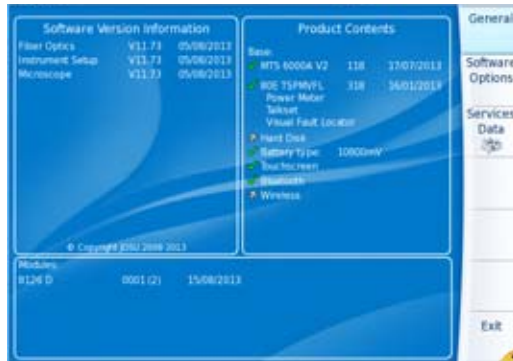 Software Version Information
Fiber Optics V11.73 05/08/2013
Instrument Setup V11.73 05/08/2013
Microscope V11.73 05/08/2013
© Copyright JDSU 2008 2013
Product Contents
Base:
MTS 6000A V2 118 17/07/2013
80E TSPMVFL 318 16/01/2013
Power Meter
Talkset
Visual Fault Locator
Hard Disk
Battery type: 10800mV
Touchscreen
Bluetooth
Wireless
Modules:
8126 D 0001 (2) 15/08/2013
General
Software
Options
Services
Data
Exit